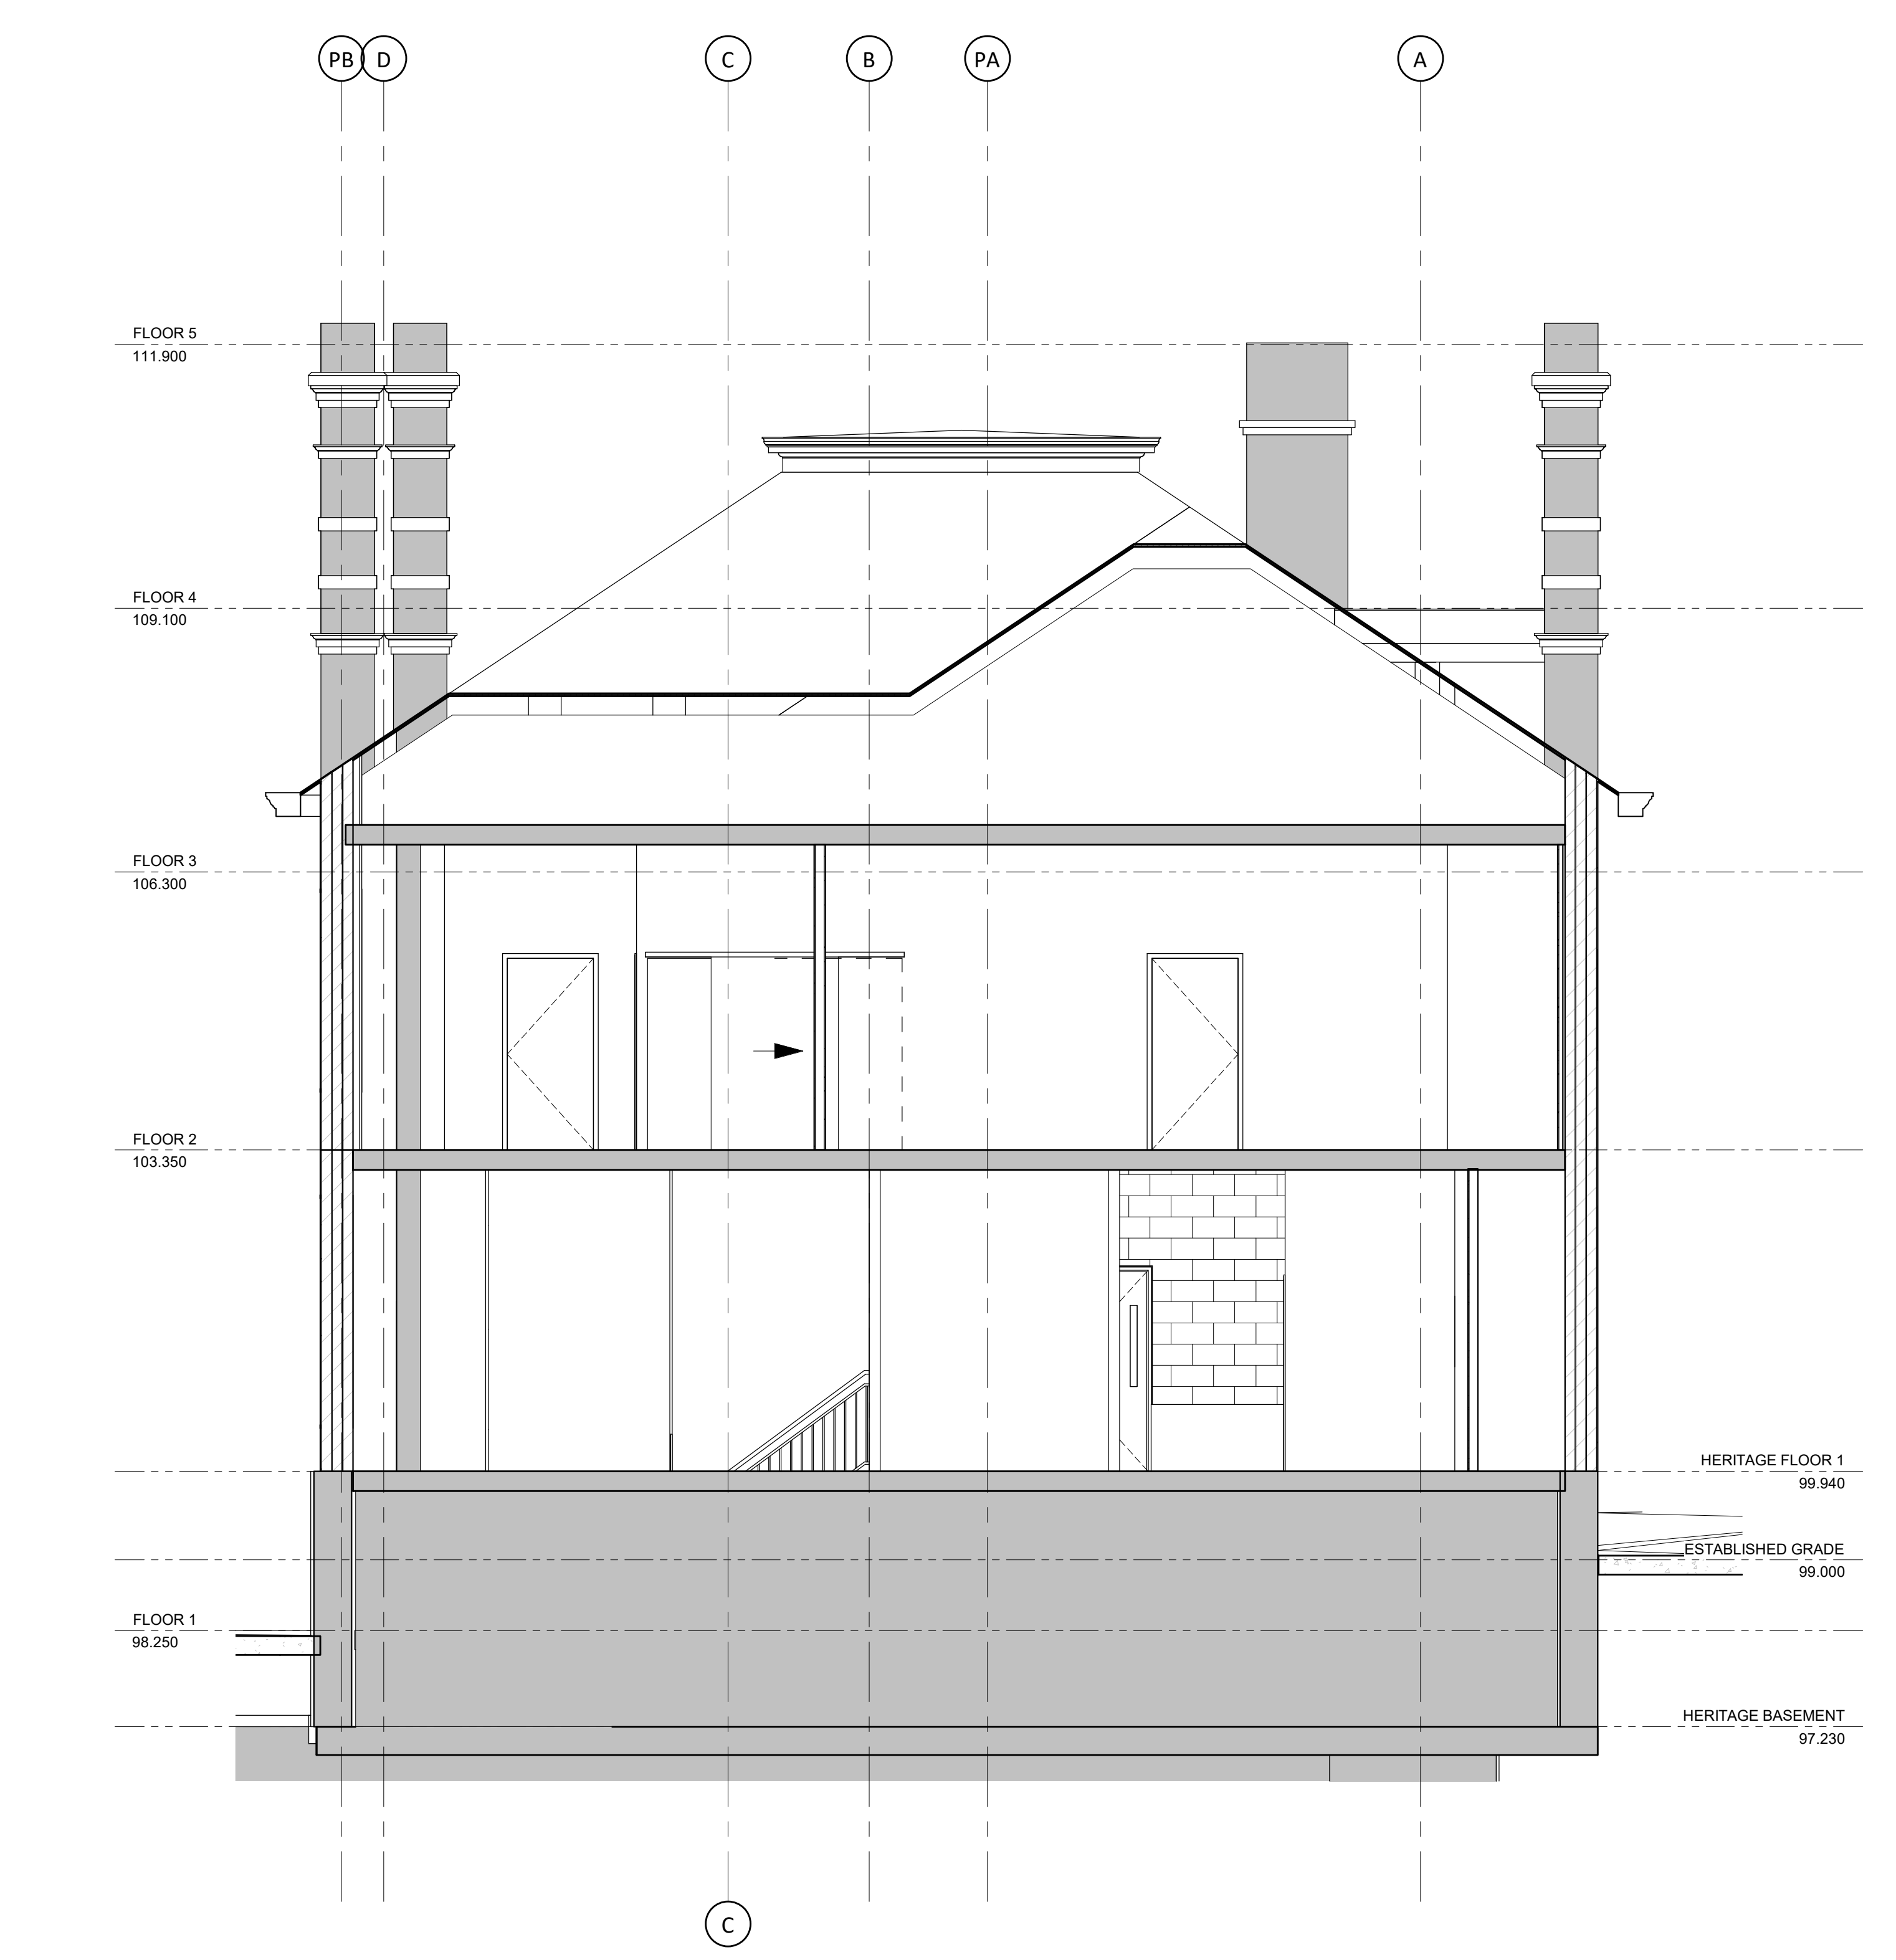 PB D C B PA A
FLOOR 5
111.900
FLOOR 4
109.100
FLOOR 3
106.300
FLOOR 2
103.350
HERITAGE FLOOR 1
99.940
ESTABLISHED GRADE
99.000
FLOOR 1
98.250
HERITAGE BASEMENT
97.230
C